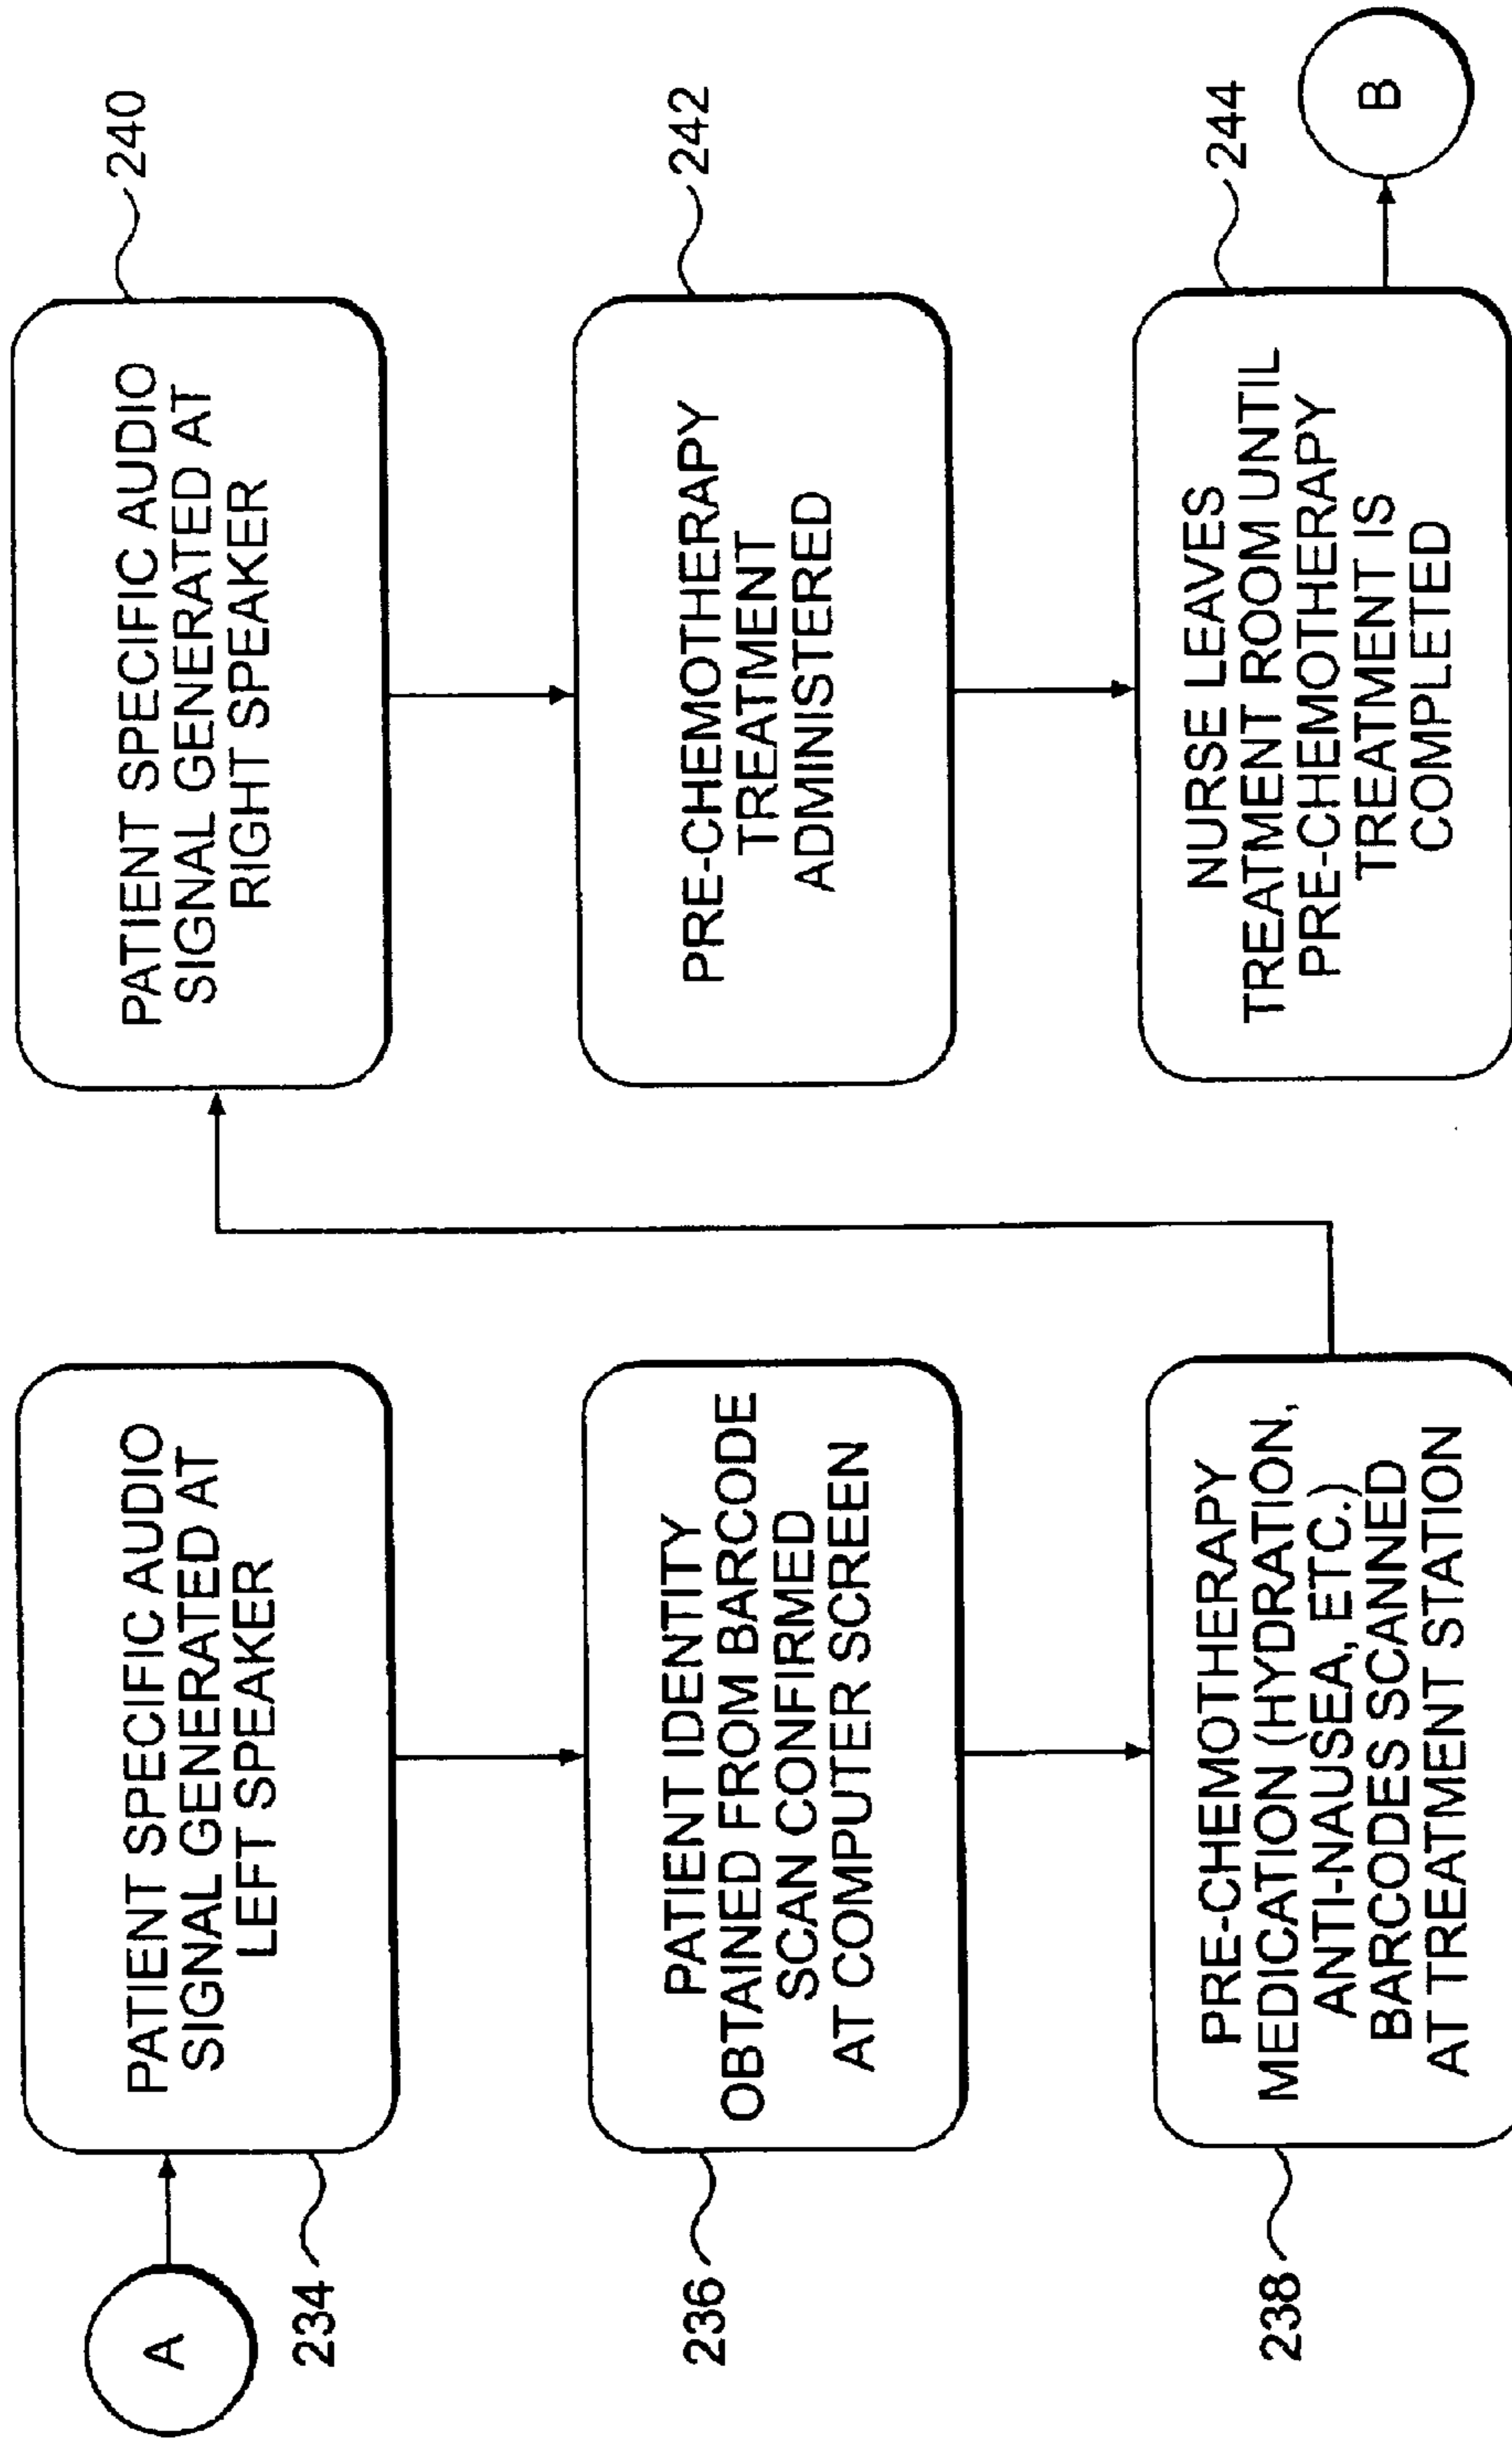 A
PATIENT SPECIFIC AUDIO
SIGNAL GENERATED AT
LEFT SPEAKER
234
PATIENT IDENTITY
OBTAINED FROM BARCODE
SCAN CONFIRMED
AT COMPUTER SCREEN
236
PRE-CHEMOTHERAPY
MEDICATION (HYDRATION,
ANTI-NAUSEA, ETC.)
BARCODES SCANNED
AT TREATMENT STATION
238
PATIENT SPECIFIC AUDIO
SIGNAL GENERATED AT
RIGHT SPEAKER
240
PRE-CHEMOTHERAPY
TREATMENT
ADMINISTERED
242
NURSE LEAVES
TREATMENT ROOM UNTIL
PRE-CHEMOTHERAPY
TREATMENT IS
COMPLETED
244
B